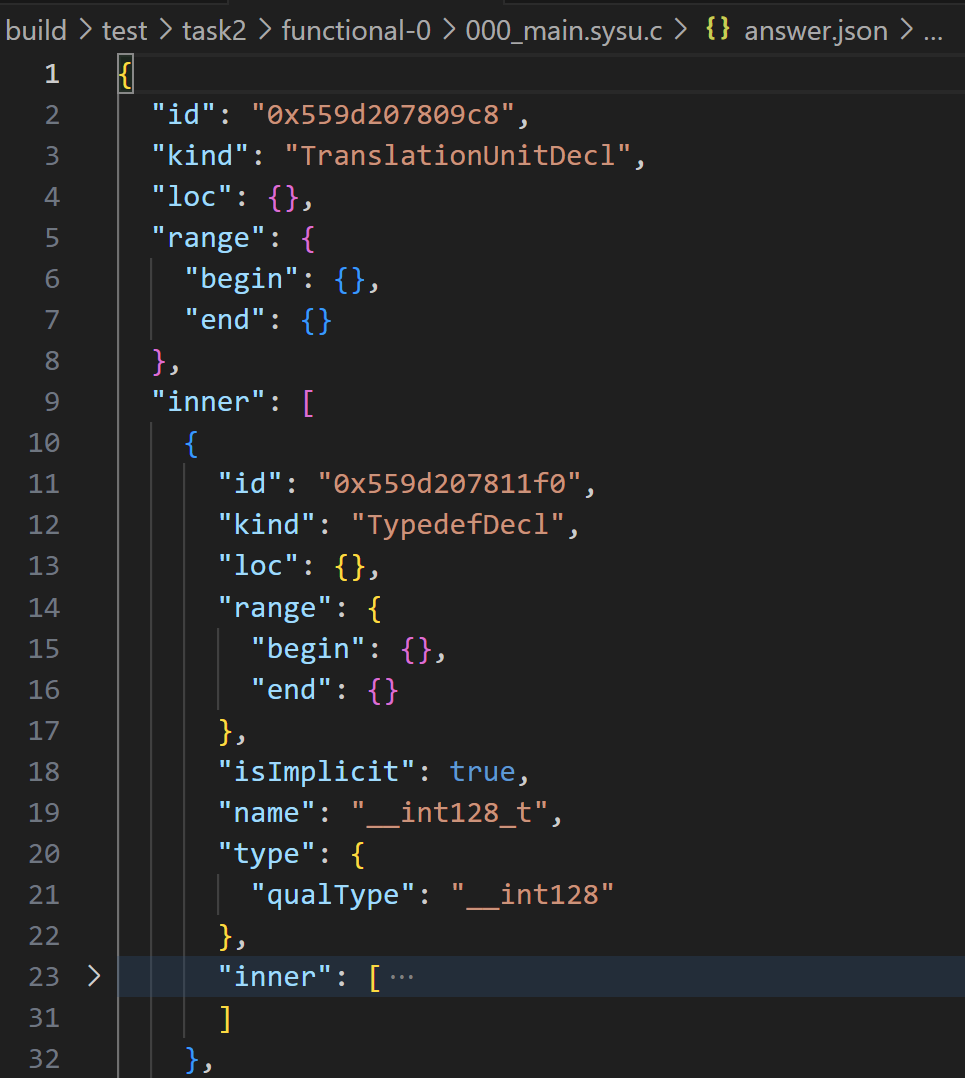 build > test > task2 > functional-0 > 000_main.sysu.c > {} answer.json > ...
1 {
2 "id": "0x559d207809c8",
3 "kind": "TranslationUnitDecl",
4 "loc": {},
5 "range": {
6 "begin": {},
7 "end": {}
8 },
9 "inner": [
10 {
11 "id": "0x559d207811f0",
12 "kind": "TypedefDecl",
13 "loc": {},
14 "range": {
15 "begin": {},
16 "end": {}
17 },
18 "isImplicit": true,
19 "name": "__int128_t",
20 "type": {
21 "qualType": "__int128"
22 },
23 > "inner": [ ···
31 ]
32 },